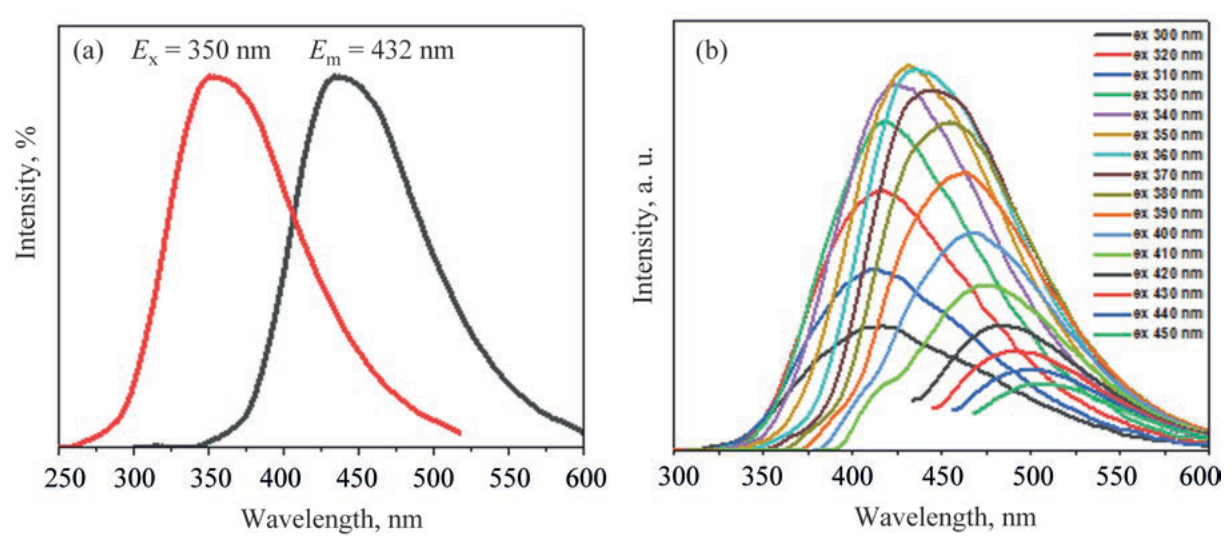 (a) Ex = 350 nm Em = 432 nm
Intensity, %
250 300 350 400 450 500 550 600
Wavelength, nm
(b)
ex 300 nm
ex 320 nm
ex 310 nm
ex 330 nm
ex 340 nm
ex 350 nm
ex 360 nm
ex 370 nm
ex 380 nm
ex 390 nm
ex 400 nm
ex 410 nm
ex 420 nm
ex 430 nm
ex 440 nm
ex 450 nm
Intensity, a. u.
300 350 400 450 500 550 600
Wavelength, nm